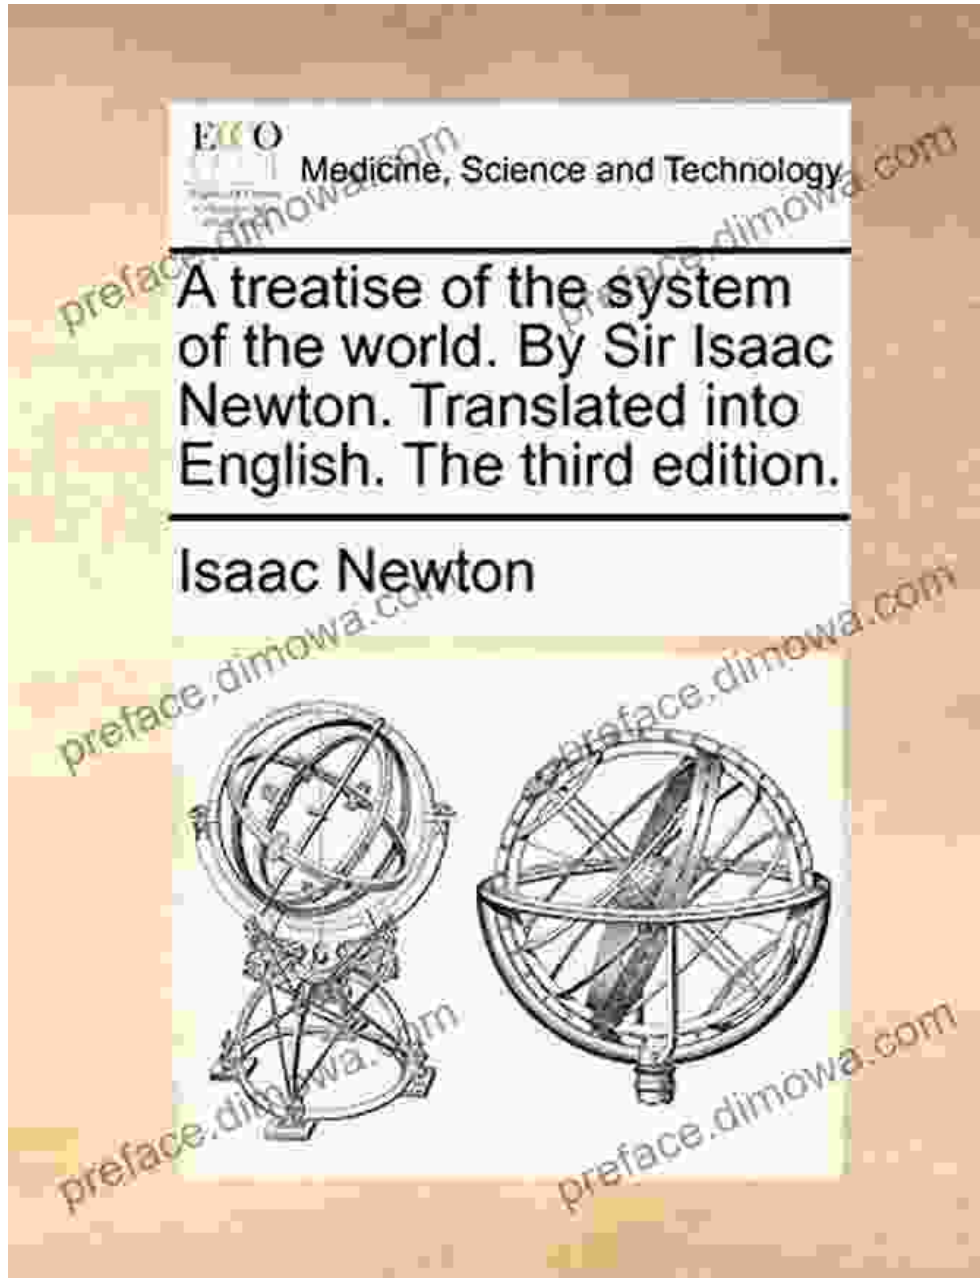 ECCO
Medicine, Science and Technology
A treatise of the system
of the world. By Sir Isaac
Newton. Translated into
English. The third edition.
Isaac Newton
preface.dimowa.com
preface.dimowa.com
preface.dimowa.com
preface.dimowa.com
preface.dimowa.com
preface.dimowa.com